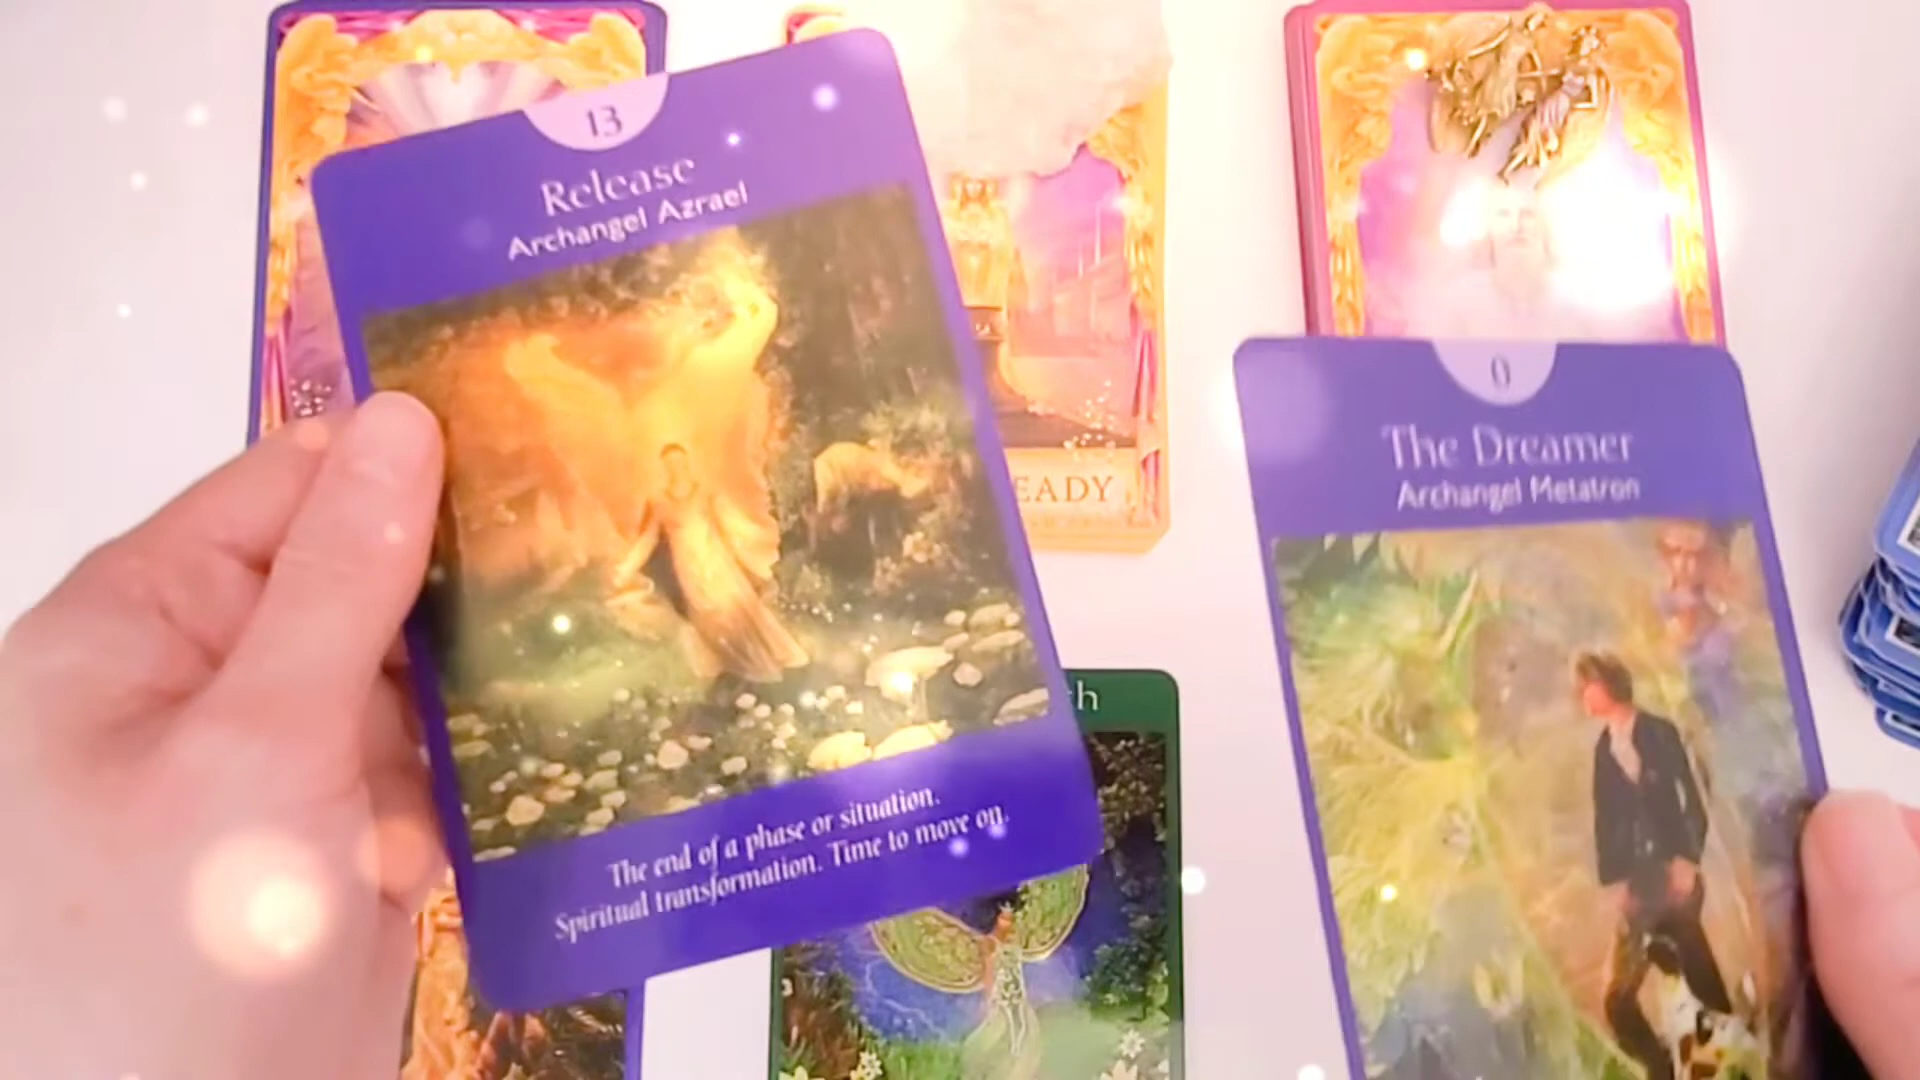 13
Release
Archangel Azrael
The end of a phase or situation.
Spiritual transformation. Time to move on.
EADY
0
The Dreamer
Archangel Metatron
th